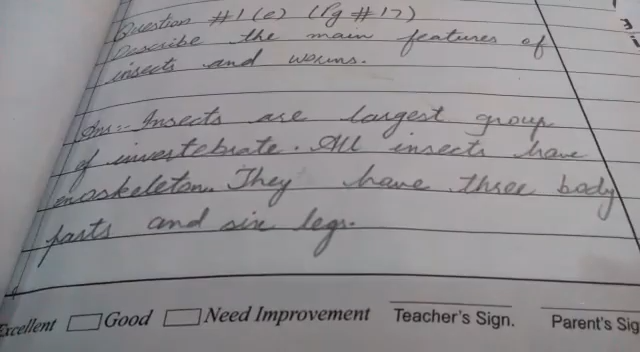 Question #1 (c) (Pg #17)
Describe the main features of
insects and worms.
Ans:- Insects are largest group
of invertebrate. All insects have
exoskeleton. They have three body
parts and six legs.
Excellent Good Need Improvement Teacher's Sign. Parent's Sig